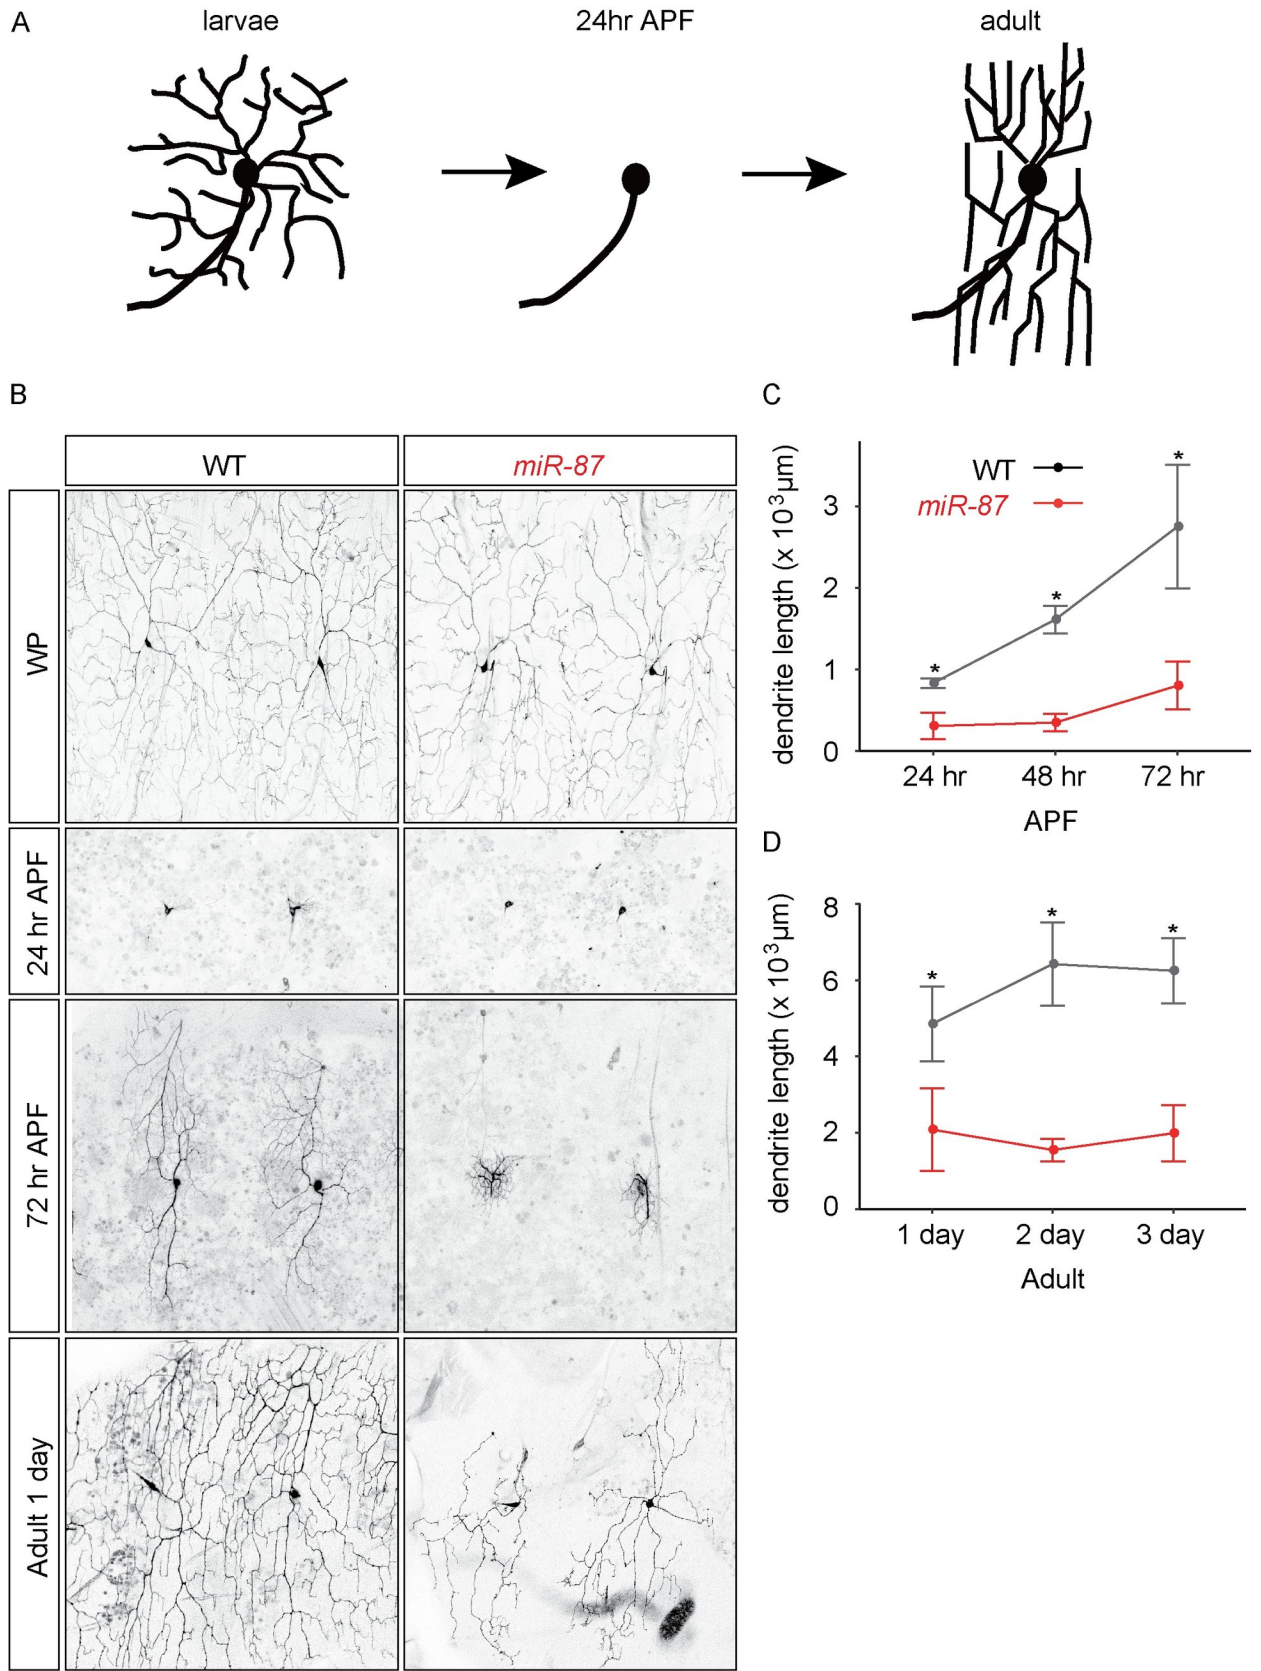 A
larvae
24hr APF
adult
B
WT
miR-87
WP
24 hr APF
72 hr APF
Adult 1 day
C
dendrite length (x 10³μm)
WT
miR-87
*
*
*
3
2
1
0
24 hr
48 hr
72 hr
APF
D
dendrite length (x 10³μm)
*
*
*
8
6
4
2
0
1 day
2 day
3 day
Adult